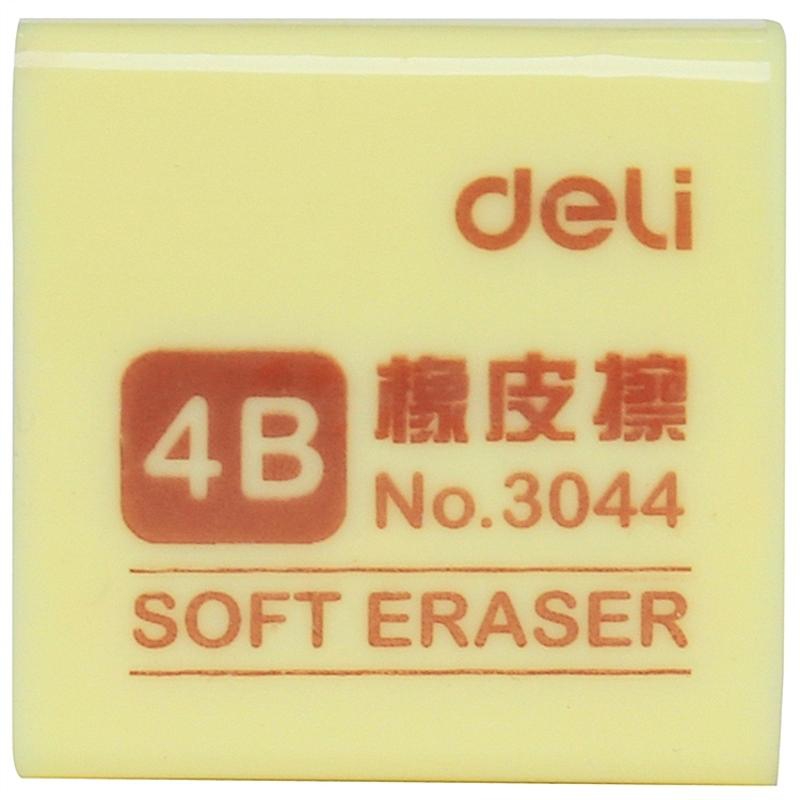 deli
4B 橡皮擦
No.3044
SOFT ERASER